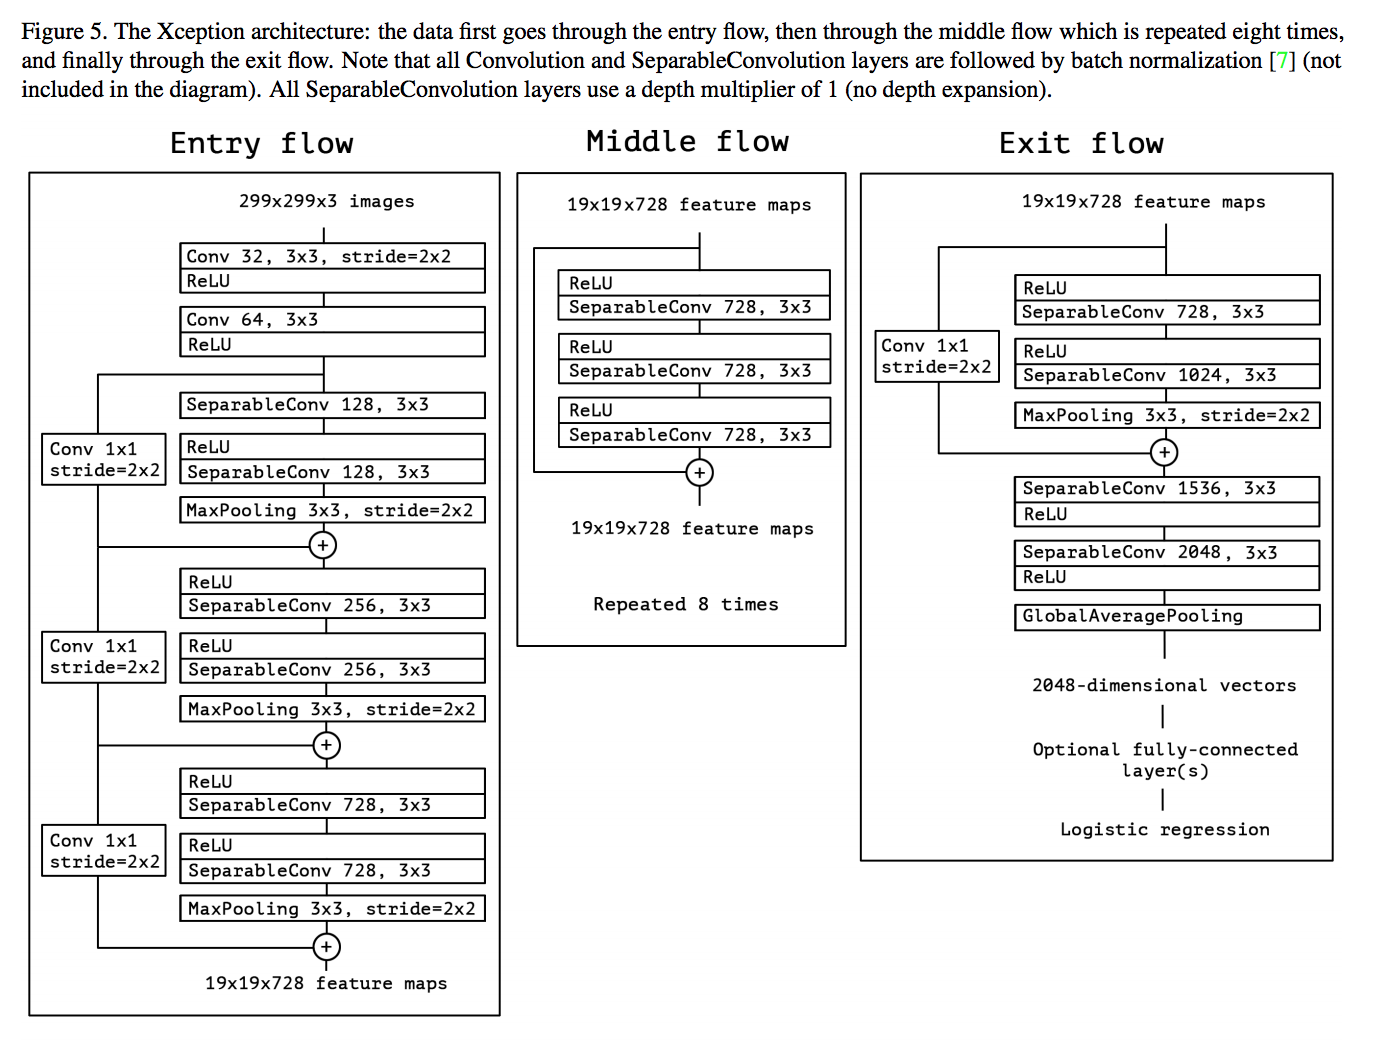 Figure 5. The Xception architecture: the data first goes through the entry flow, then through the middle flow which is repeated eight times,
and finally through the exit flow. Note that all Convolution and SeparableConvolution layers are followed by batch normalization [7] (not
included in the diagram). All SeparableConvolution layers use a depth multiplier of 1 (no depth expansion).
Entry flow
299x299x3 images
Conv 32, 3x3, stride=2x2
ReLU
Conv 64, 3x3
ReLU
SeparableConv 128, 3x3
Conv 1x1
stride=2x2
ReLU
SeparableConv 128, 3x3
MaxPooling 3x3, stride=2x2
+
ReLU
SeparableConv 256, 3x3
Conv 1x1
stride=2x2
ReLU
SeparableConv 256, 3x3
MaxPooling 3x3, stride=2x2
+
ReLU
SeparableConv 728, 3x3
Conv 1x1
stride=2x2
ReLU
SeparableConv 728, 3x3
MaxPooling 3x3, stride=2x2
+
19x19x728 feature maps
Middle flow
19x19x728 feature maps
ReLU
SeparableConv 728, 3x3
ReLU
SeparableConv 728, 3x3
ReLU
SeparableConv 728, 3x3
+
19x19x728 feature maps
Repeated 8 times
Exit flow
19x19x728 feature maps
ReLU
SeparableConv 728, 3x3
Conv 1x1
stride=2x2
ReLU
SeparableConv 1024, 3x3
MaxPooling 3x3, stride=2x2
+
SeparableConv 1536, 3x3
ReLU
SeparableConv 2048, 3x3
ReLU
GlobalAveragePooling
2048-dimensional vectors
Optional fully-connected
layer(s)
Logistic regression